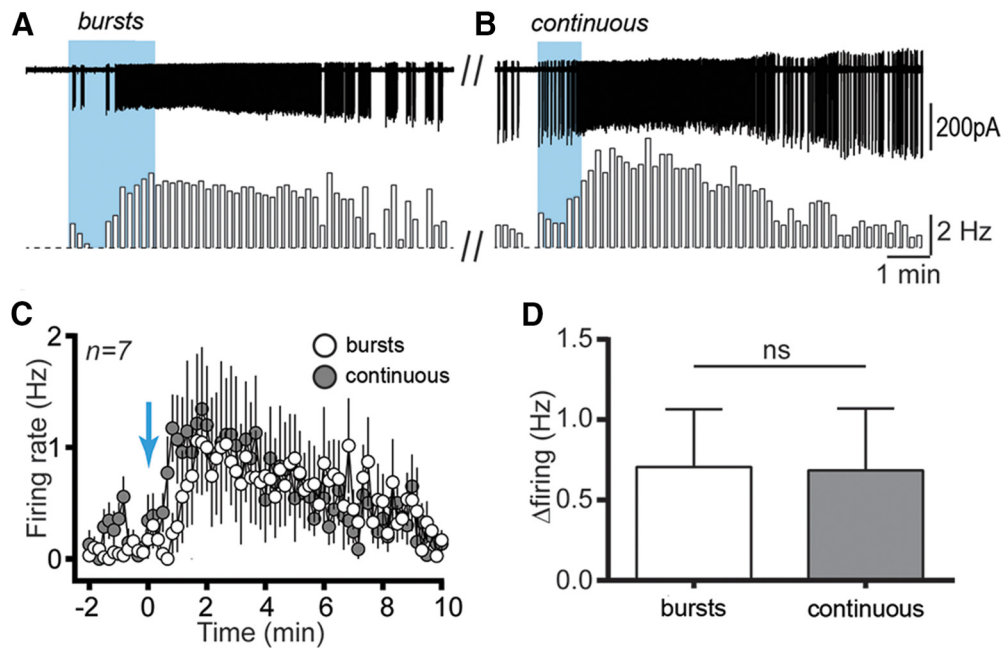 A
bursts
B
continuous
//
200pA
//
2 Hz
1 min
C
n=7
bursts
continuous
Firing rate (Hz)
2
1
0
-2 0 2 4 6 8 10
Time (min)
D
ns
Δfiring (Hz)
1.5
1.0
0.5
0.0
bursts continuous